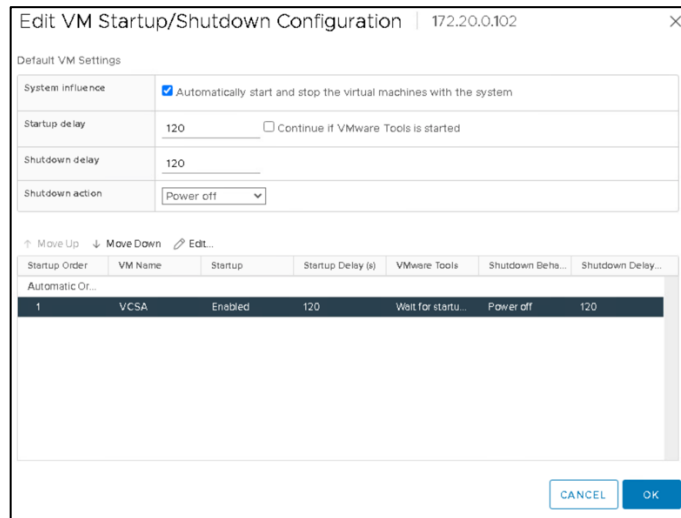 Edit VM Startup/Shutdown Configuration | 172.20.0.102
Default VM Settings
System influence Automatically start and stop the virtual machines with the system
Startup delay 120 Continue if VMware Tools is started
Shutdown delay 120
Shutdown action Power off
Move Up Move Down Edit...
Startup Order VM Name Startup Startup Delay (s) VMware Tools Shutdown Beha... Shutdown Delay...
Automatic Or...
1 VCSA Enabled 120 Wait for startu... Power off 120
CANCEL OK